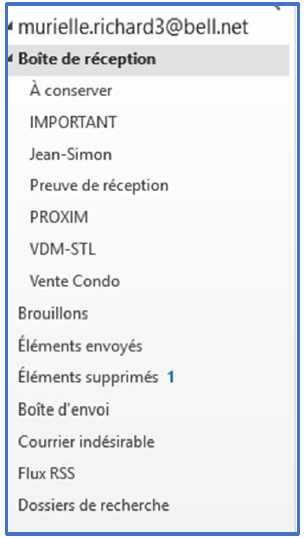 murielle.richard3@bell.net
Boîte de réception
À conserver
IMPORTANT
Jean-Simon
Preuve de réception
PROXIM
VDM-STL
Vente Condo
Brouillons
Éléments envoyés
Éléments supprimés 1
Boîte d'envoi
Courrier indésirable
Flux RSS
Dossiers de recherche